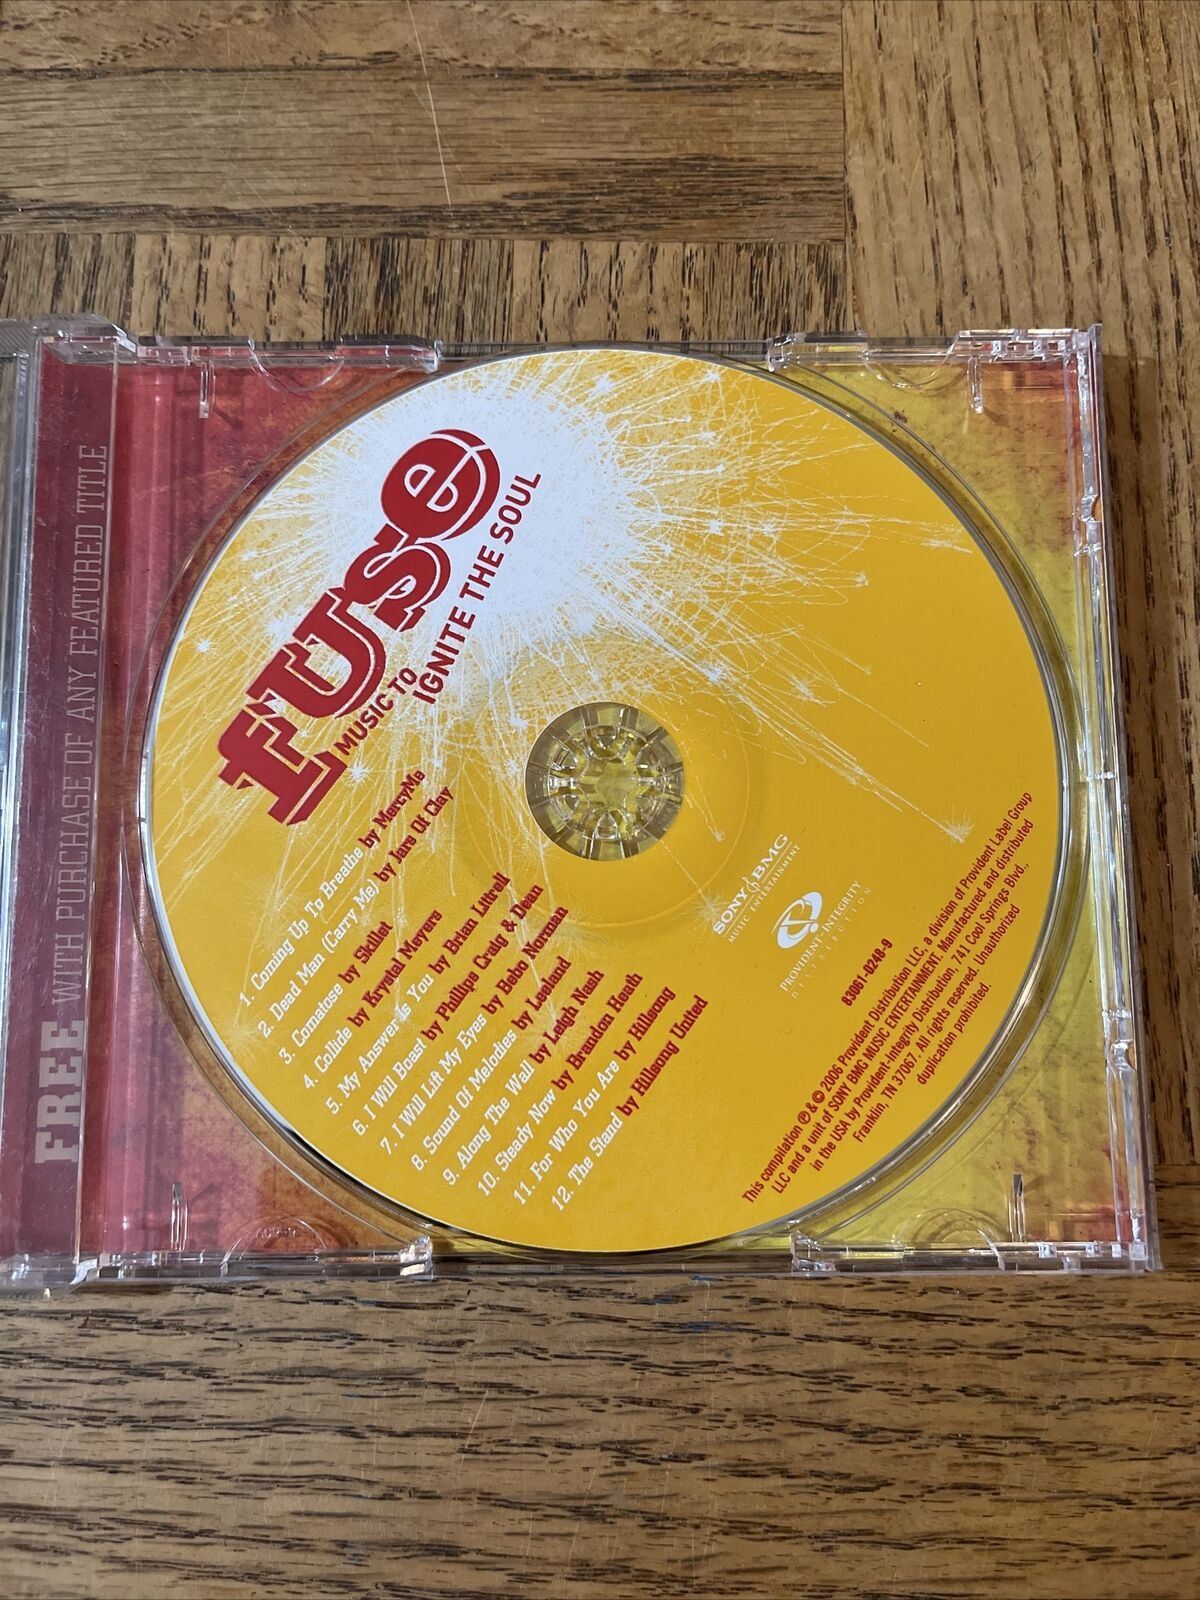 FREE WITH PURCHASE OF ANY FEATURED TITLE
fuse
MUSIC TO
IGNITE THE SOUL
1. Coming Up To Breathe by MercyMe
2. Dead Man (Carry Me) by Jars Of Clay
3. Comatose by Skillet
4. Collide by Krystal Meyers
5. My Answer Is You by Brian Littrell
6. I Will Boast by Phillips Craig & Dean
7. I Will Lift My Eyes by Bebo Norman
8. Sound Of Melodies by Leeland
9. Along The Wall by Leigh Nash
10. Steady Now by Brandon Heath
11. For Who You Are by Hillsong
12. The Stand by Hillsong United
SONY BMG
MUSIC ENTERTAINMENT
PROVIDENT-INTEGRITY
DISTRIBUTION
83061-0248-9
This compilation ℗ & © 2006 Provident Distribution LLC, a division of Provident Label Group
LLC and a unit of SONY BMG MUSIC ENTERTAINMENT. Manufactured and distributed
in the USA by Provident-Integrity Distribution, 741 Cool Springs Blvd.,
Franklin, TN 37067. All rights reserved. Unauthorized
duplication prohibited.